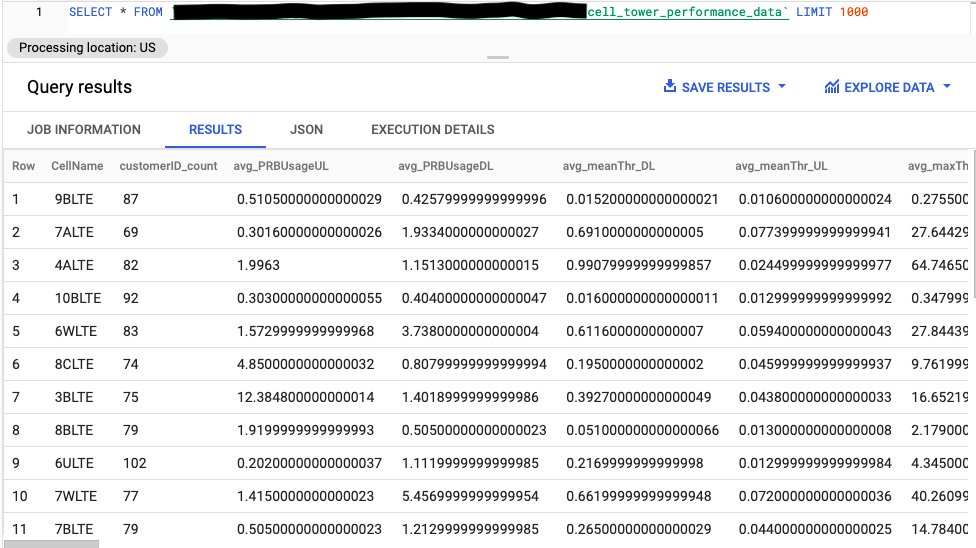 1 SELECT * FROM ` cell_tower_performance_data` LIMIT 1000
Processing location: US
Query results SAVE RESULTS EXPLORE DATA
JOB INFORMATION RESULTS JSON EXECUTION DETAILS
Row CellName customerID_count avg_PRBUsageUL avg_PRBUsageDL avg_meanThr_DL avg_meanThr_UL avg_maxTh
1 9BLTE 87 0.51050000000000029 0.42579999999999996 0.015200000000000021 0.010600000000000024 0.275500
2 7ALTE 69 0.30160000000000026 1.9334000000000027 0.6910000000000005 0.077399999999999941 27.64429
3 4ALTE 82 1.9963 1.1513000000000015 0.99079999999999857 0.024499999999999977 64.74650
4 10BLTE 92 0.30300000000000055 0.40400000000000047 0.016000000000000011 0.012999999999999992 0.347999
5 6WLTE 83 1.5729999999999968 3.7380000000000004 0.6116000000000007 0.059400000000000043 27.84439
6 8CLTE 74 4.8500000000000032 0.80799999999999994 0.1950000000000002 0.045999999999999937 9.761999
7 3BLTE 75 12.384800000000014 1.4018999999999986 0.39270000000000049 0.043800000000000033 16.65219
8 8BLTE 79 1.9199999999999993 0.50500000000000023 0.051000000000000066 0.013000000000000008 2.179000
9 6ULTE 102 0.20200000000000037 1.1119999999999985 0.2169999999999998 0.012999999999999984 4.345000
10 7WLTE 77 1.4150000000000023 5.4569999999999954 0.66199999999999948 0.072000000000000036 40.26099
11 7BLTE 79 0.50500000000000023 1.2129999999999985 0.26500000000000029 0.044000000000000025 14.78400